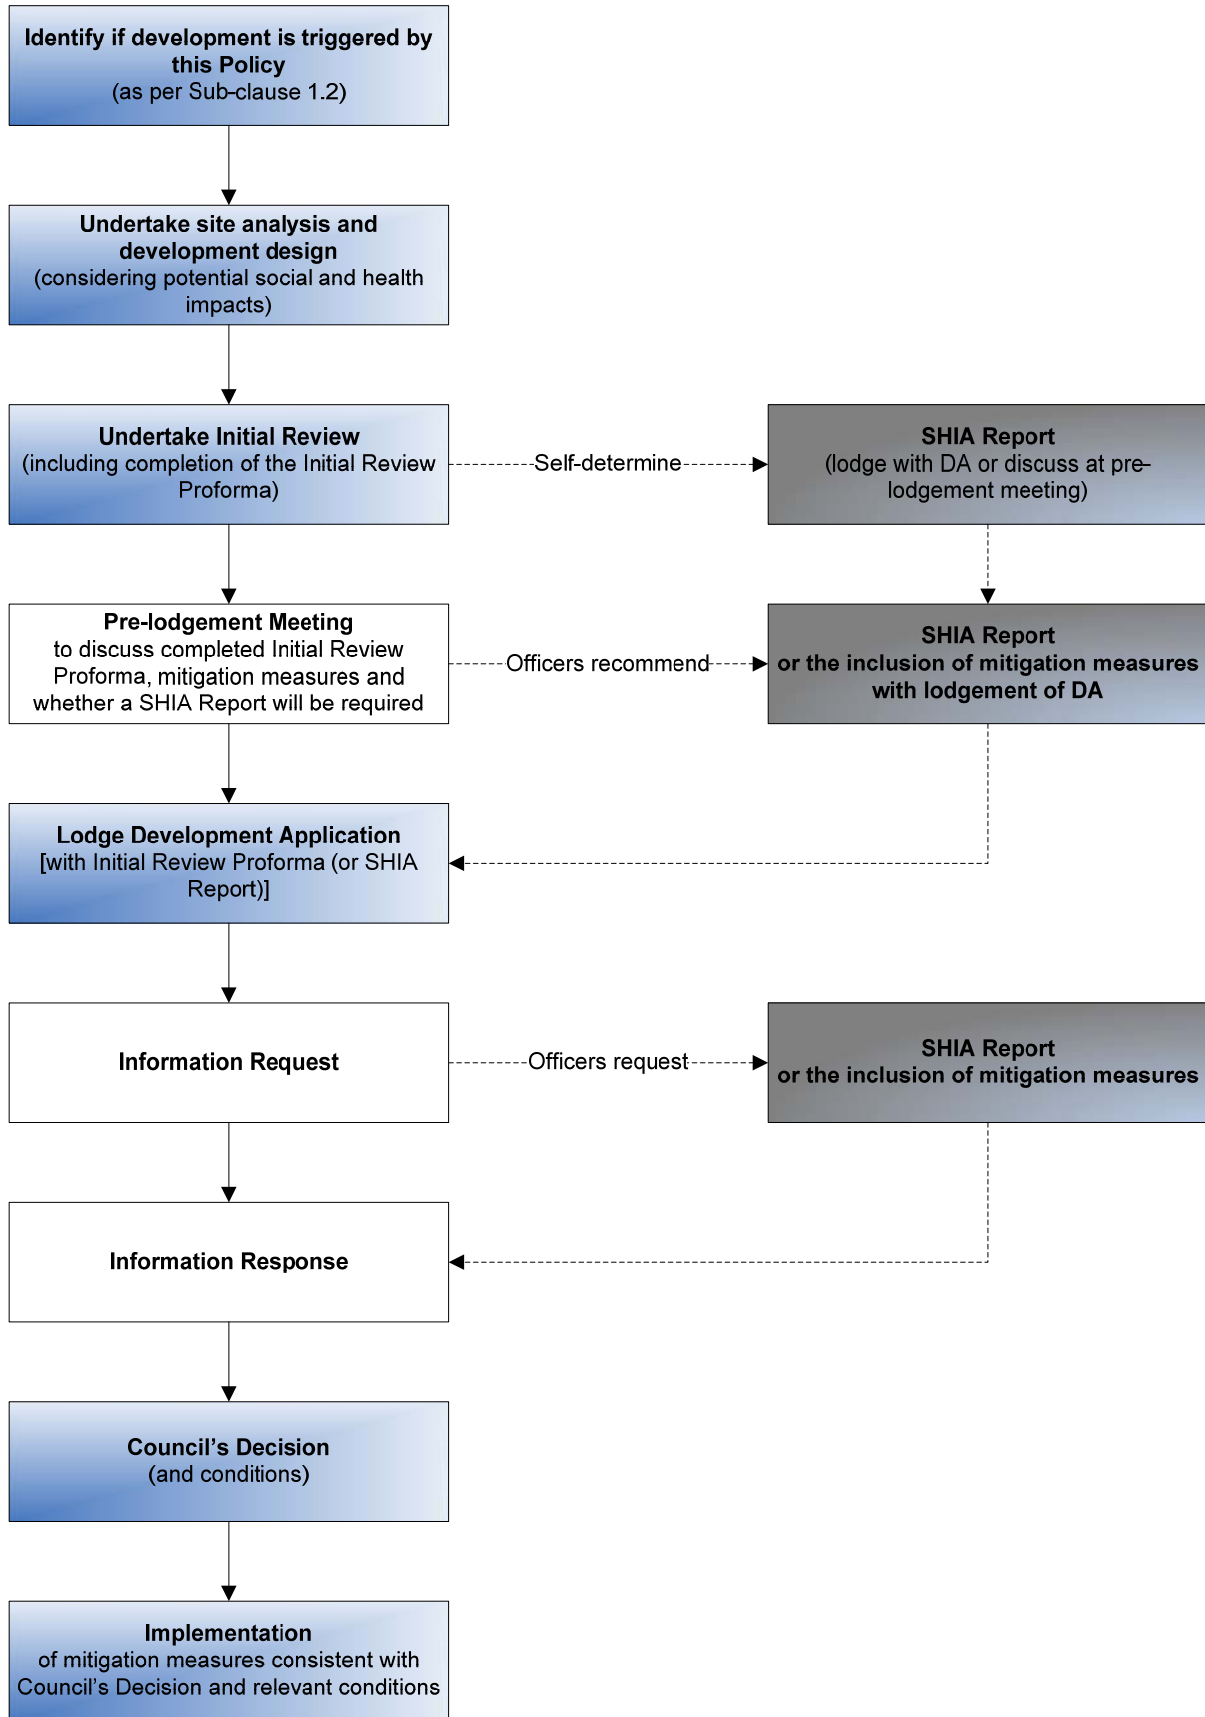 Identify if development is triggered by
this Policy
(as per Sub-clause 1.2)
Undertake site analysis and
development design
(considering potential social and health
impacts)
Undertake Initial Review
(including completion of the Initial Review
Proforma)
Self-determine
SHIA Report
(lodge with DA or discuss at pre-
lodgement meeting)
Pre-lodgement Meeting
to discuss completed Initial Review
Proforma, mitigation measures and
whether a SHIA Report will be required
Officers recommend
SHIA Report
or the inclusion of mitigation measures
with lodgement of DA
Lodge Development Application
[with Initial Review Proforma (or SHIA
Report)]
Information Request
Officers request
SHIA Report
or the inclusion of mitigation measures
Information Response
Council’s Decision
(and conditions)
Implementation
of mitigation measures consistent with
Council’s Decision and relevant conditions